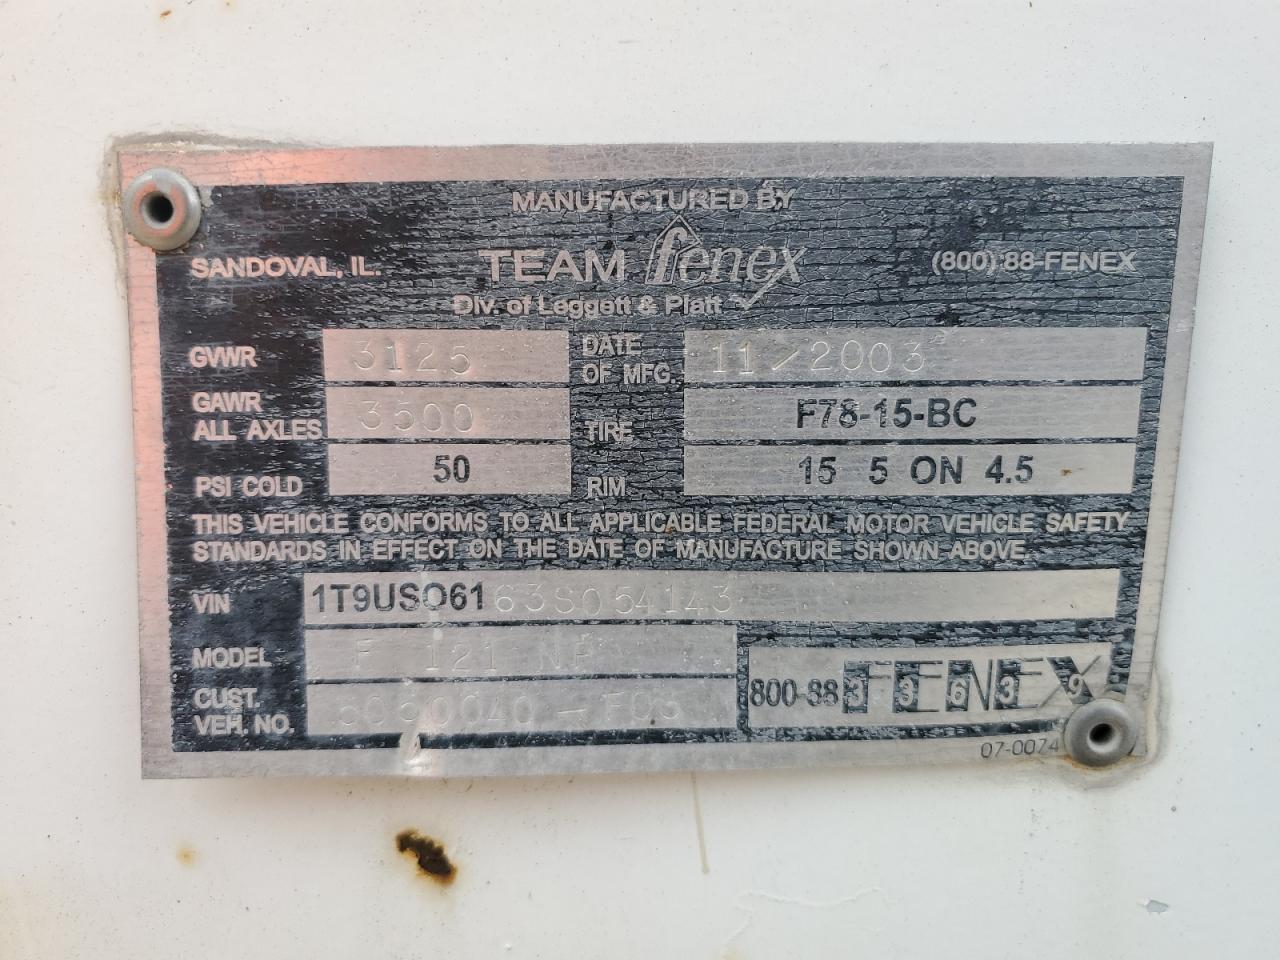 MANUFACTURED BY
SANDOVAL, IL. TEAM fenex (800) 88-FENEX
Div. of Leggett & Platt
GVWR 3125 DATE OF MFG. 11/2003
GAWR ALL AXLES 3500 TIRE F78-15-BC
PSI COLD 50 RIM 15 5 ON 4.5
THIS VEHICLE CONFORMS TO ALL APPLICABLE FEDERAL MOTOR VEHICLE SAFETY
STANDARDS IN EFFECT ON THE DATE OF MANUFACTURE SHOWN ABOVE.
VIN 1T9USO6163S054143
MODEL F 121 NP
CUST. VEH. NO.
800-88 FENEX
33639
07-0074